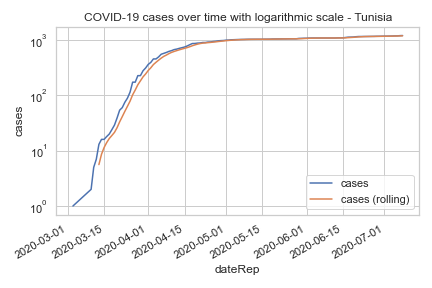 COVID-19 cases over time with logarithmic scale - Tunisia
cases
10³
10²
10¹
10⁰
cases
cases (rolling)
2020-03-01
2020-03-15
2020-04-01
2020-04-15
2020-05-01
2020-05-15
2020-06-01
2020-06-15
2020-07-01
dateRep